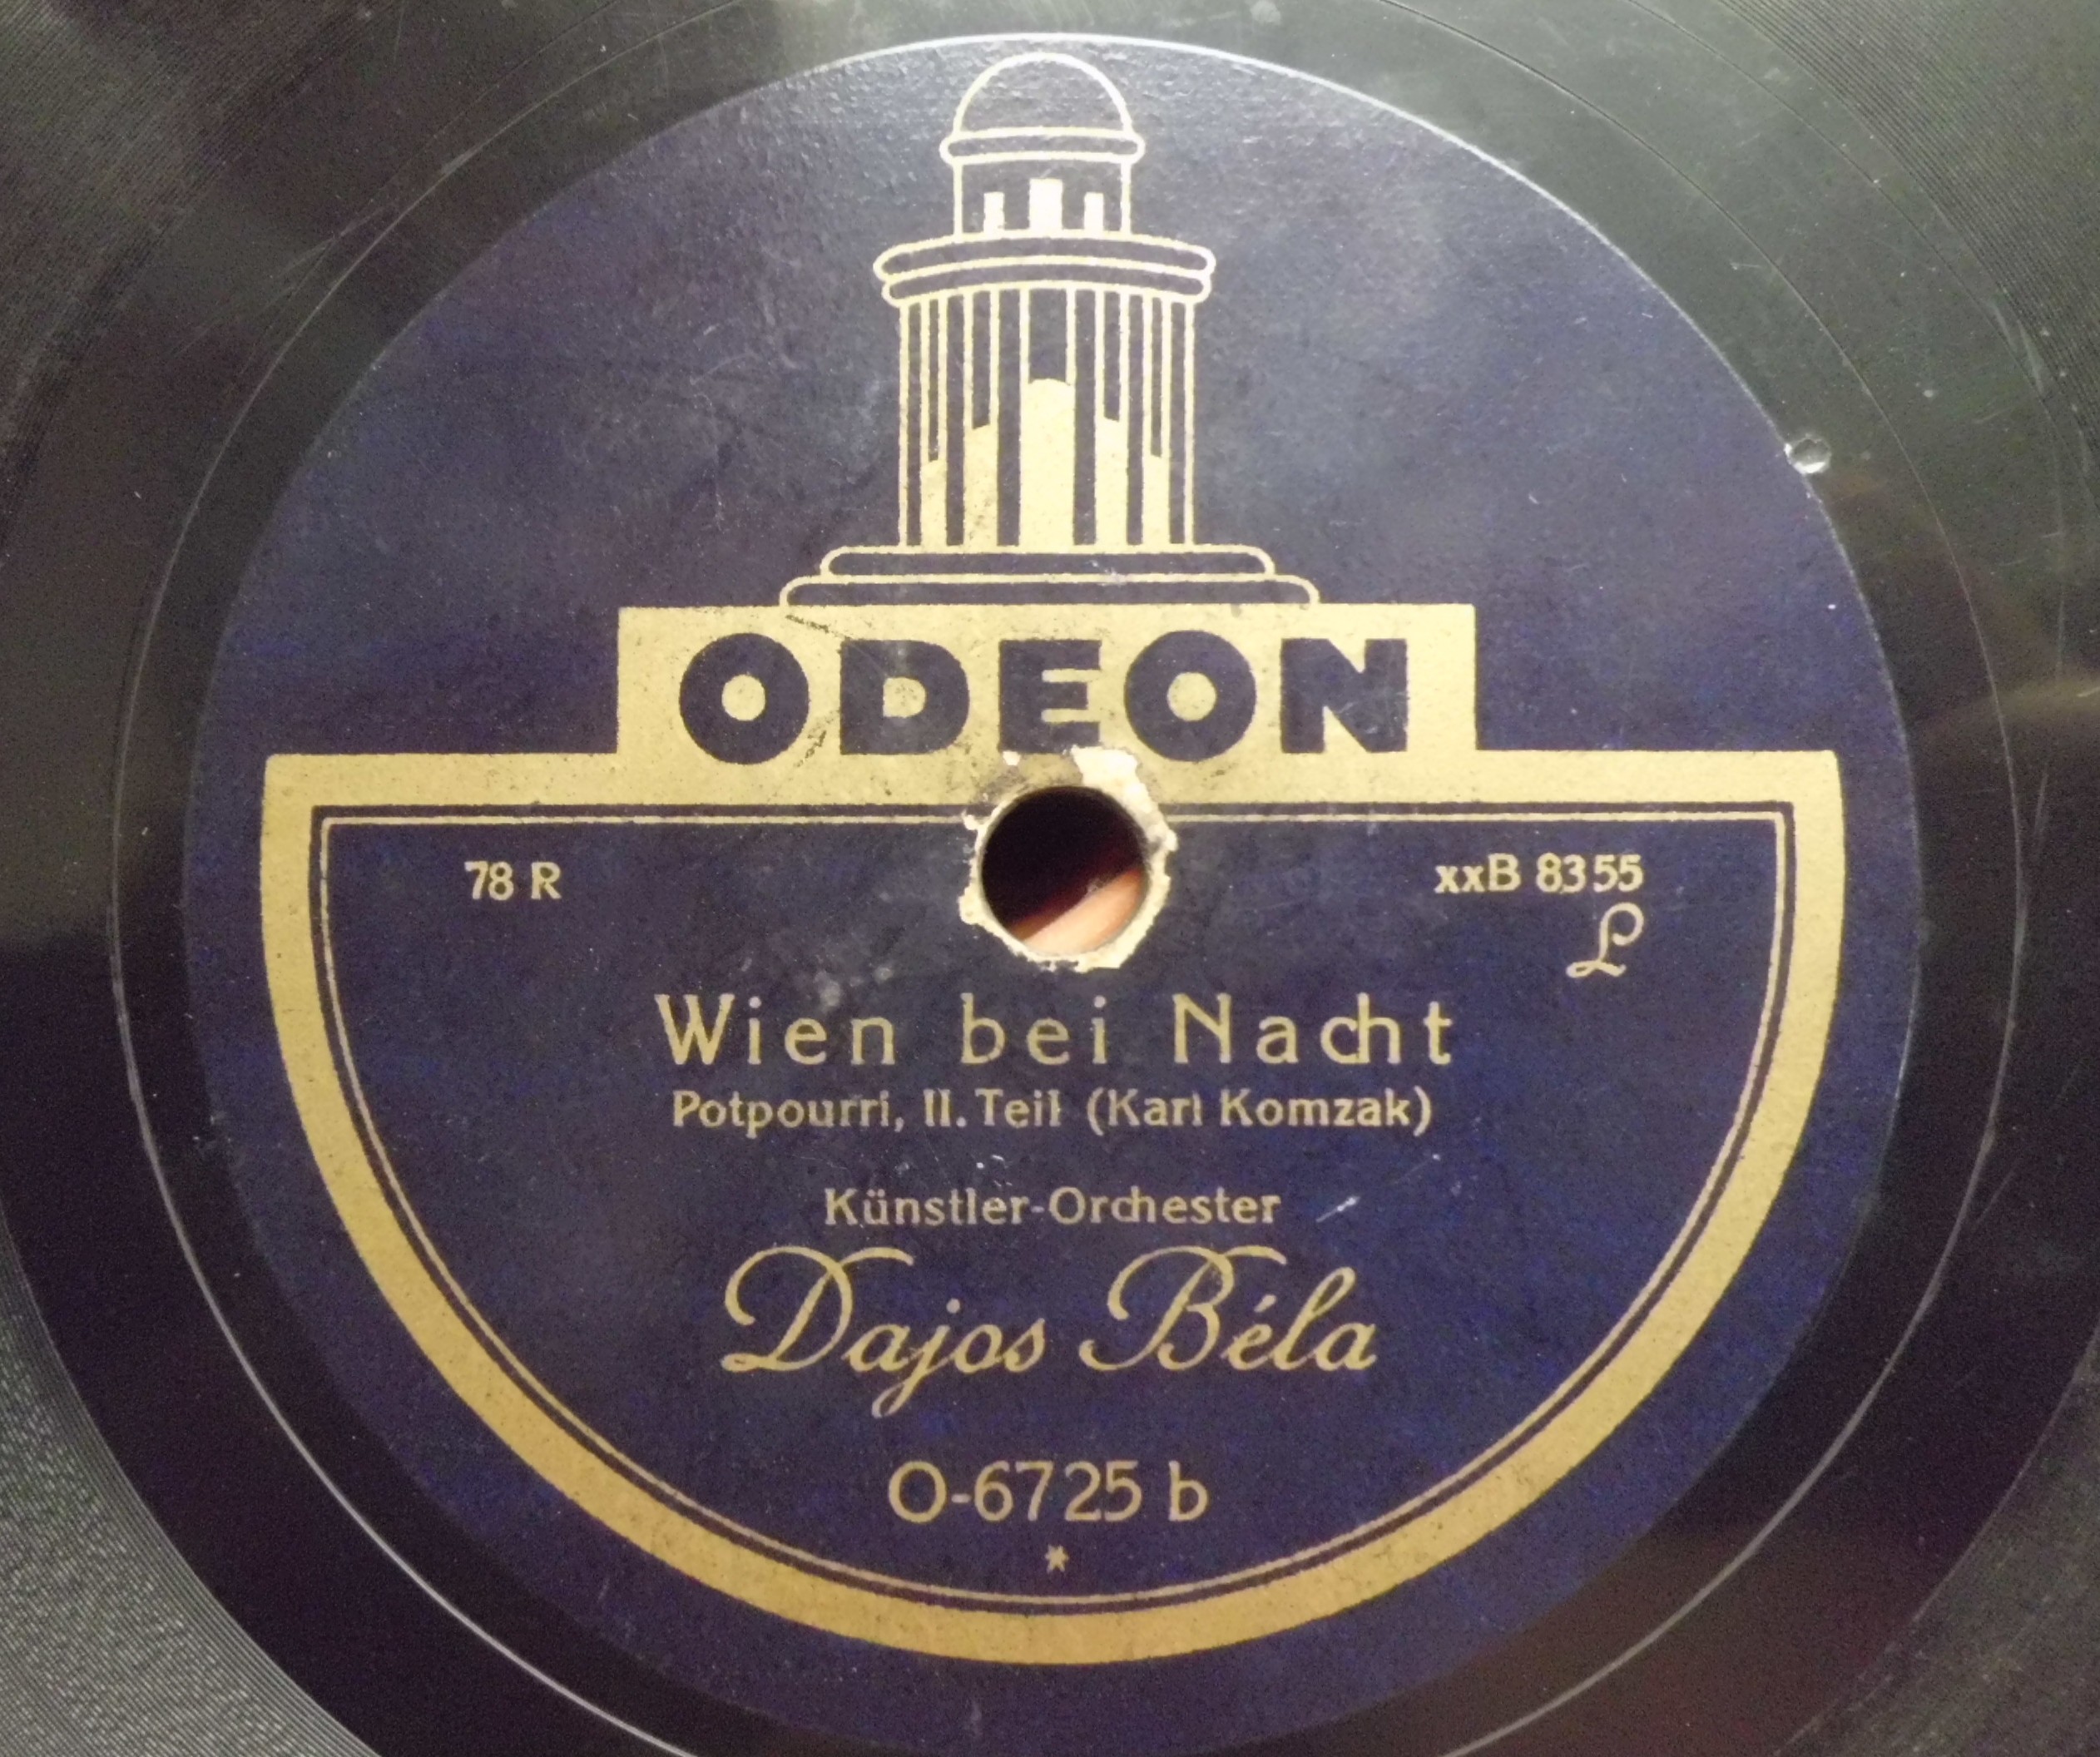 ODEON
78 R
xxB 8355
L
Wien bei Nacht
Potpourri, II. Teil (Karl Komzak)
Künstler-Orchester
Dajos Béla
O-6725 b
*